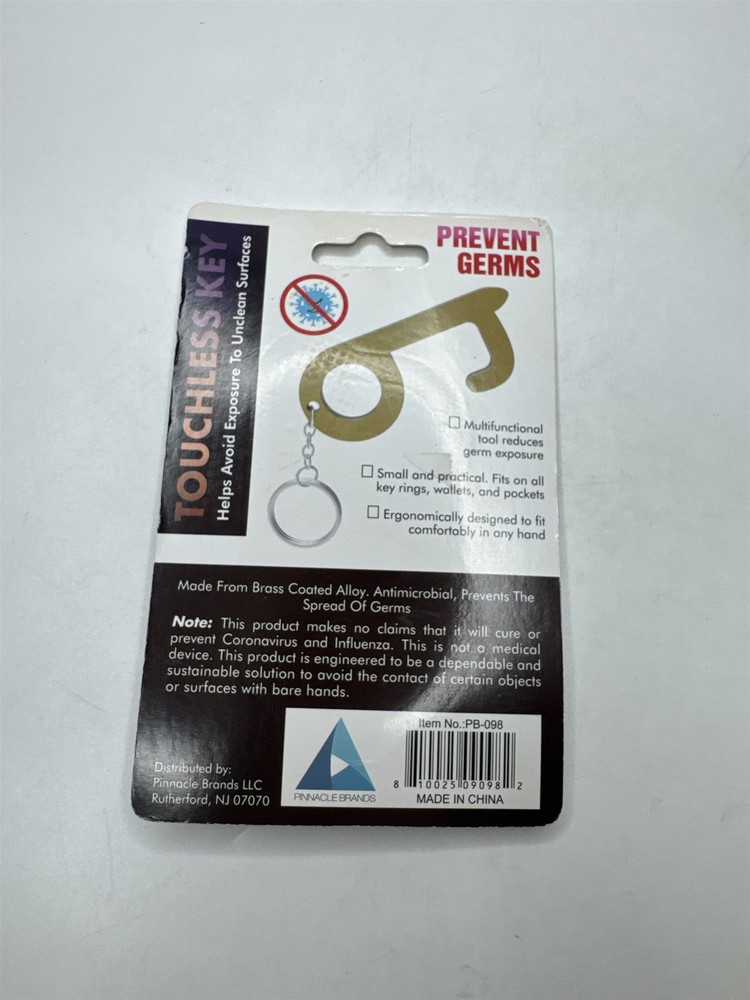 TOUCHLESS KEY
Helps Avoid Exposure To Unclean Surfaces
PREVENT
GERMS
Multifunctional
tool reduces
germ exposure
Small and practical. Fits on all
key rings, wallets, and pockets
Ergonomically designed to fit
comfortably in any hand
Made From Brass Coated Alloy. Antimicrobial, Prevents The
Spread Of Germs
Note: This product makes no claims that it will cure or
prevent Coronavirus and Influenza. This is not a medical
device. This product is engineered to be a dependable and
sustainable solution to avoid the contact of certain objects
or surfaces with bare hands.
Distributed by:
Pinnacle Brands LLC
Rutherford, NJ 07070
PINNACLE BRANDS
Item No.:PB-098
8 10025 09098 2
MADE IN CHINA